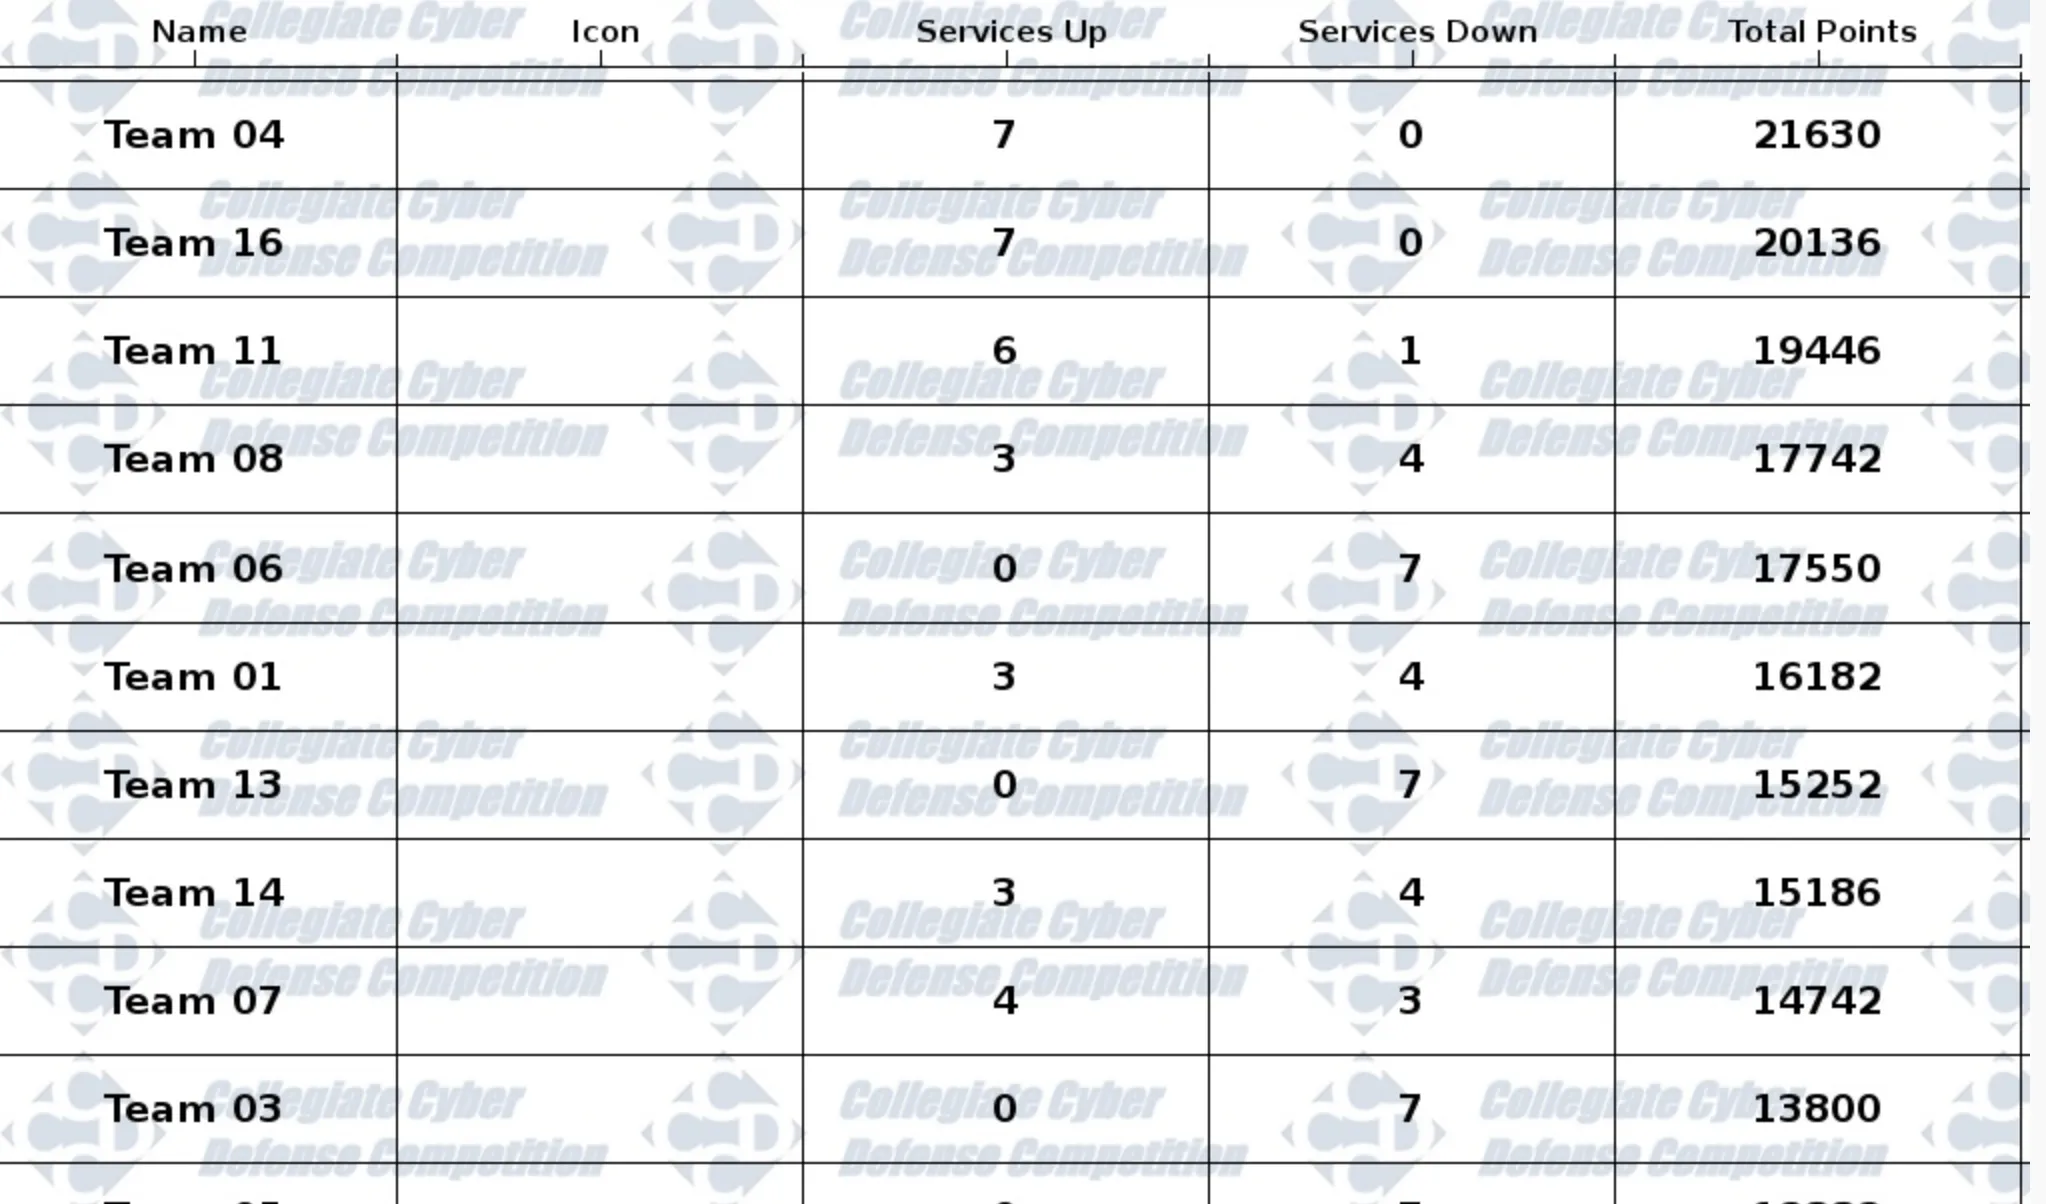 Name Icon Services Up Services Down Total Points
Team 04 7 0 21630
Team 16 7 0 20136
Team 11 6 1 19446
Team 08 3 4 17742
Team 06 0 7 17550
Team 01 3 4 16182
Team 13 0 7 15252
Team 14 3 4 15186
Team 07 4 3 14742
Team 03 0 7 13800
Collegiate Cyber
Defense Competition